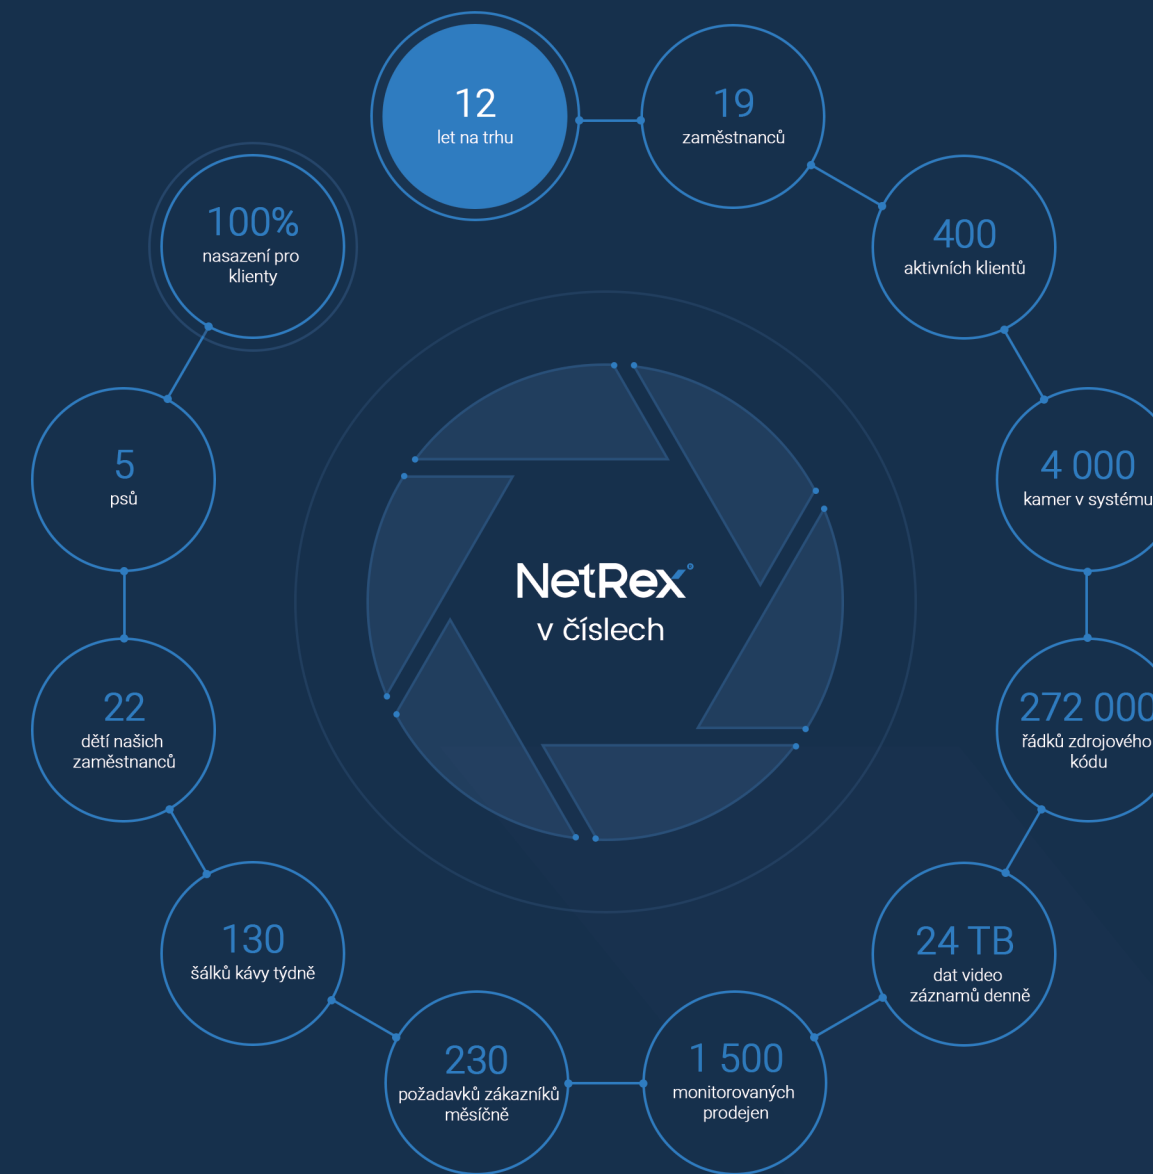 12
let na trhu
19
zaměstnanců
400
aktivních klientů
4 000
kamer v systému
272 000
řádků zdrojového
kódu
24 TB
dat video
záznamů denně
1 500
monitorovaných
prodejen
230
požadavků zákazníků
měsíčně
130
šálků kávy týdně
22
dětí našich
zaměstnanců
5
psů
100%
nasazení pro
klienty
NetRex
v číslech